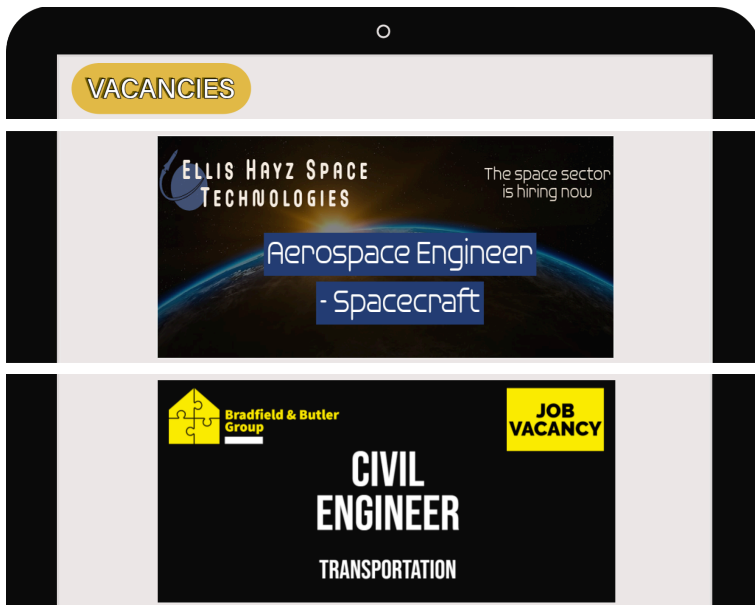 VACANCIES
Ellis Hayz Space
Technologies
The space sector
is hiring now
Aerospace Engineer
- Spacecraft
Bradfield & Butler
Group
JOB
VACANCY
CIVIL
ENGINEER
TRANSPORTATION